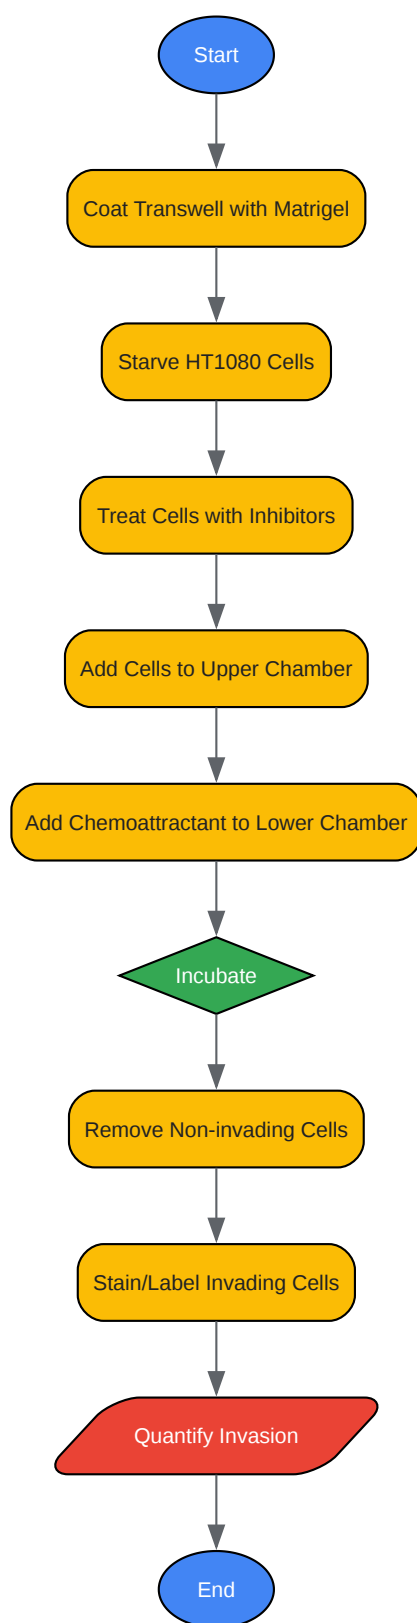 Start
Coat Transwell with Matrigel
Starve HT1080 Cells
Treat Cells with Inhibitors
Add Cells to Upper Chamber
Add Chemoattractant to Lower Chamber
Incubate
Remove Non-invading Cells
Stain/Label Invading Cells
Quantify Invasion
End